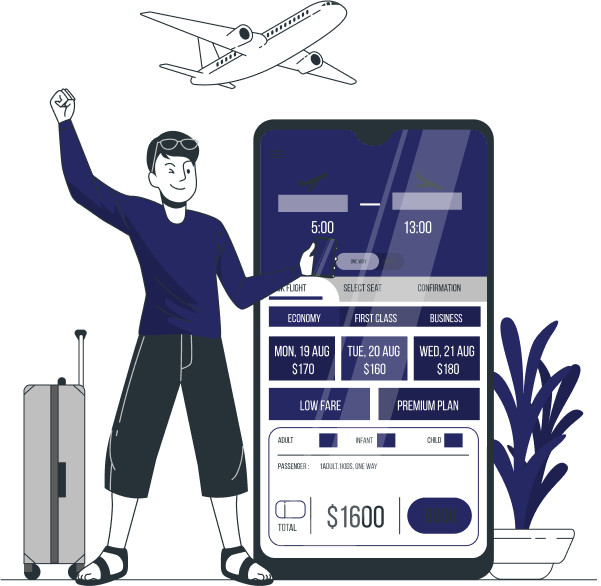 5:00 13:00
ONE WAY
FLIGHT SELECT SEAT CONFIRMATION
ECONOMY FIRST CLASS BUSINESS
MON, 19 AUG TUE, 20 AUG WED, 21 AUG
$170 $160 $180
LOW FARE PREMIUM PLAN
ADULT INFANT CHILD
PASSENGER : 1ADULT, 1KIDS, ONE WAY
TOTAL $1600